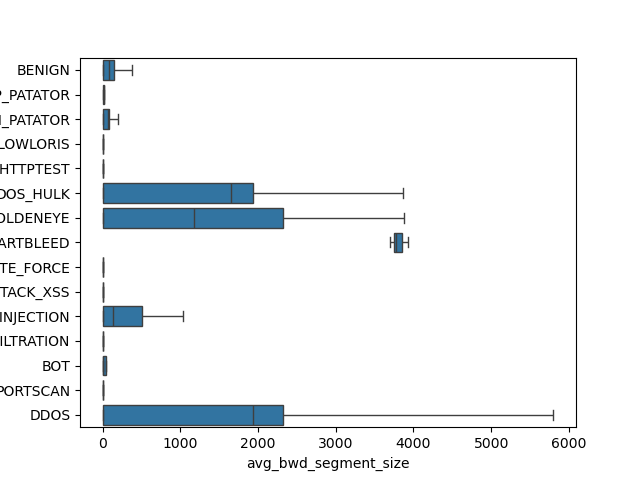 BENIGN
P_PATATOR
H_PATATOR
LOWLORIS
HTTPTEST
DOS_HULK
OLDENEYE
ARTBLEED
TE_FORCE
TACK_XSS
INJECTION
ILTRATION
BOT
PORTSCAN
DDOS
0 1000 2000 3000 4000 5000 6000
avg_bwd_segment_size